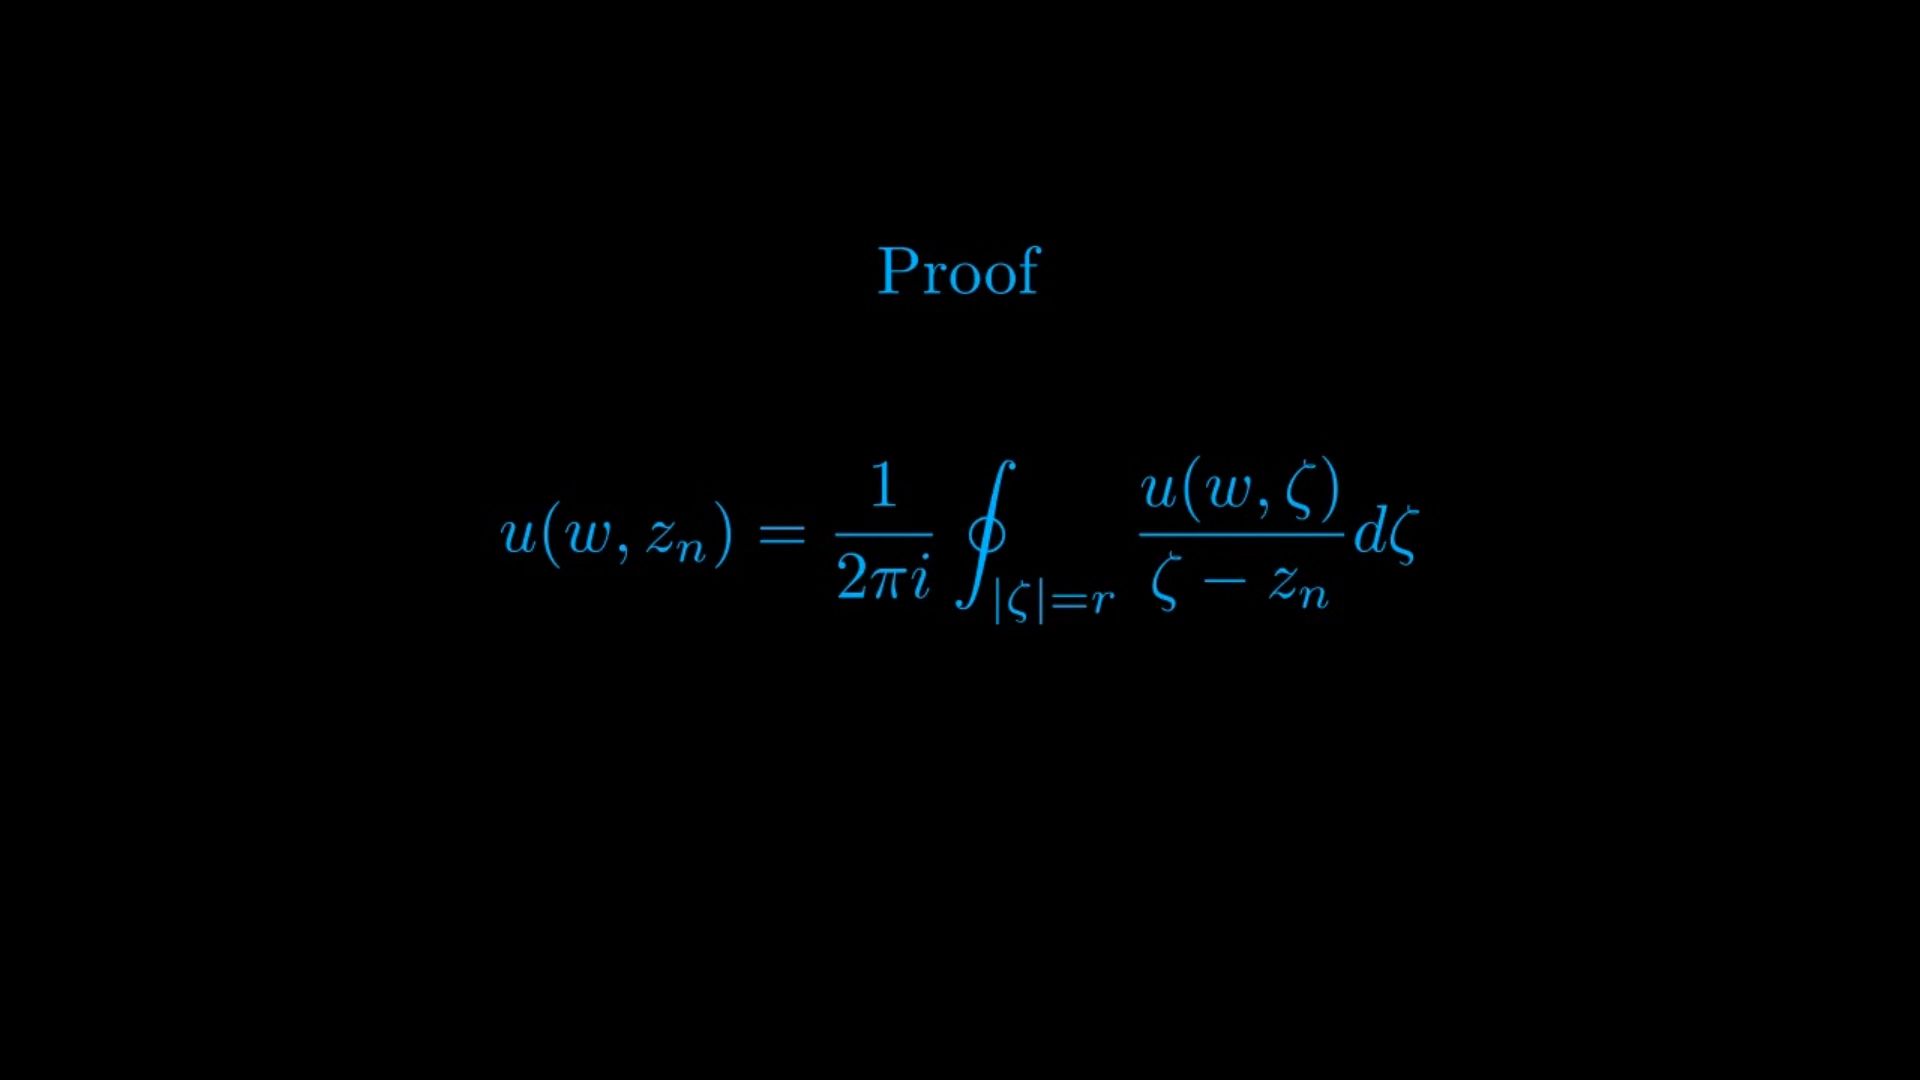 Proof
u(w, z_n) = \frac{1}{2\pi i} \oint_{|\zeta|=r} \frac{u(w, \zeta)}{\zeta - z_n} d\zeta